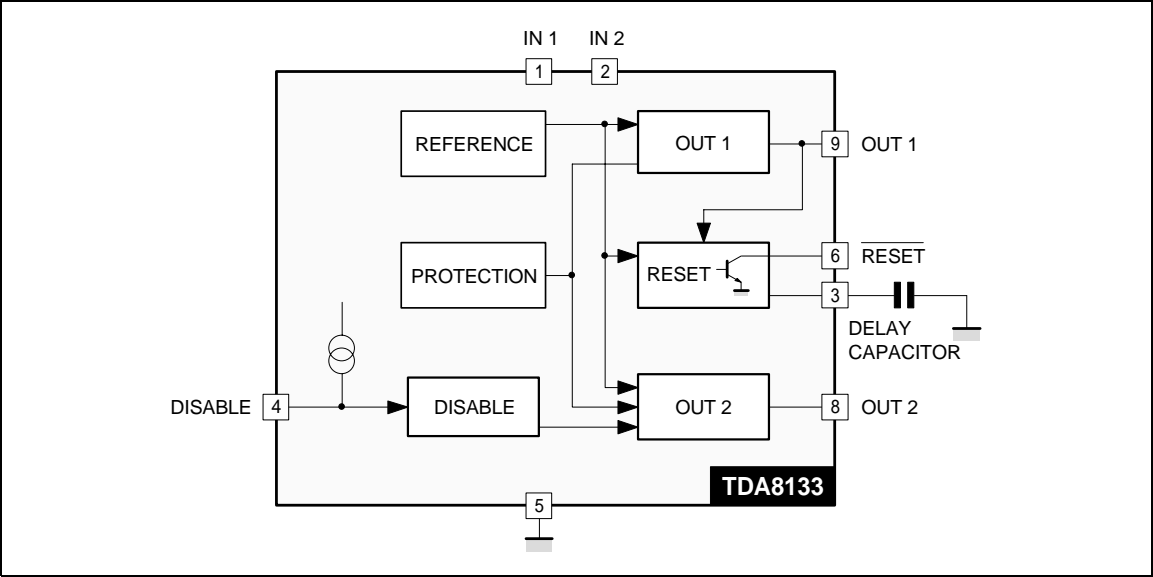 IN 1 IN 2
1 2
REFERENCE OUT 1 9 OUT 1
PROTECTION RESET 6 RESET
3
DELAY
CAPACITOR
DISABLE 4 DISABLE OUT 2 8 OUT 2
TDA8133
5